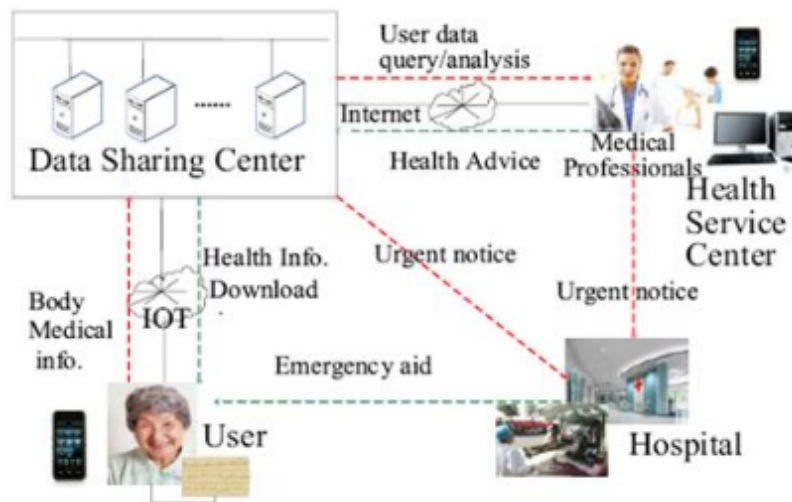 User data
query/analysis
Internet
Data Sharing Center
Health Advice
Medical
Professionals
Health
Service
Center
Urgent notice
Health Info.
Download
Urgent notice
Body
Medical
info.
IOT
Emergency aid
User
Hospital